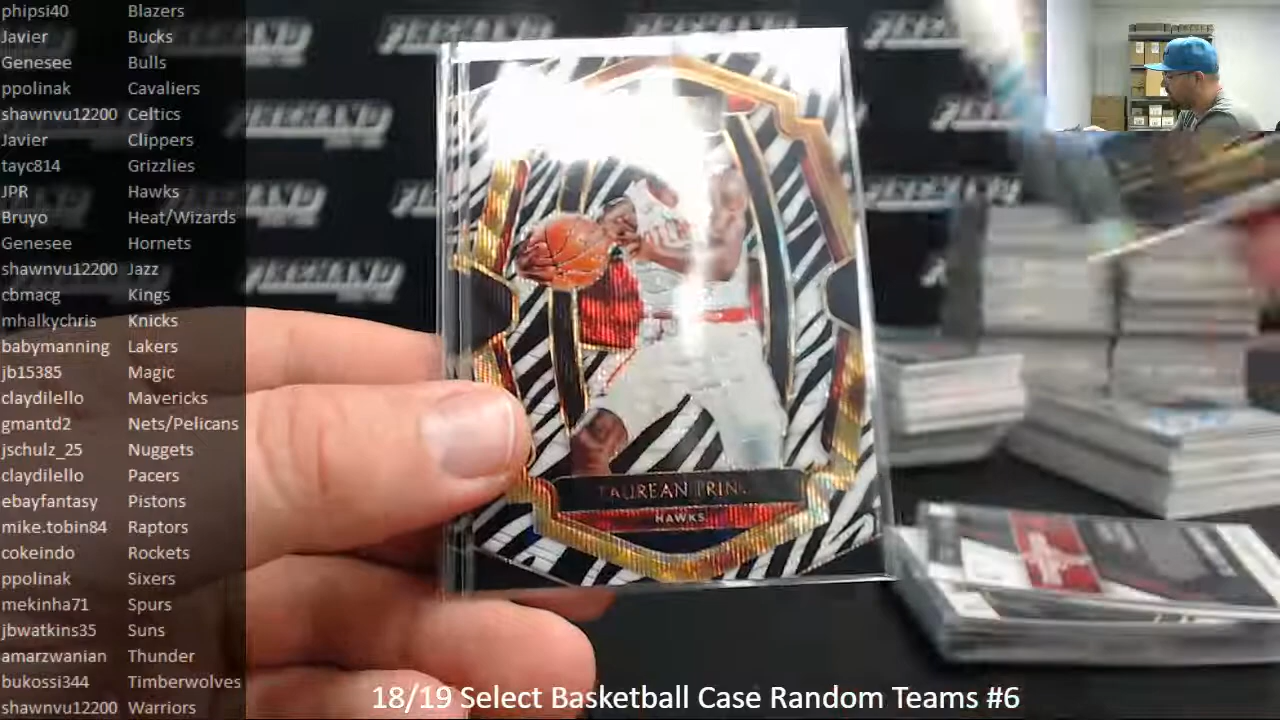 phipsi40 Blazers
Javier Bucks
Genesee Bulls
ppolinak Cavaliers
shawnvu12200 Celtics
Javier Clippers
tayc814 Grizzlies
JPR Hawks
Bruyo Heat/Wizards
Genesee Hornets
shawnvu12200 Jazz
cbmacg Kings
mhalkychris Knicks
babymanning Lakers
jb15385 Magic
claydilello Mavericks
gmantd2 Nets/Pelicans
jschulz_25 Nuggets
claydilello Pacers
ebayfantasy Pistons
mike.tobin84 Raptors
cokeindo Rockets
ppolinak Sixers
mekinha71 Spurs
jbwatkins35 Suns
amarzwanian Thunder
bukossi344 Timberwolves
shawnvu12200 Warriors
FIREHAND
TAUREAN PRIN
HAWKS
18/19 Select Basketball Case Random Teams #6